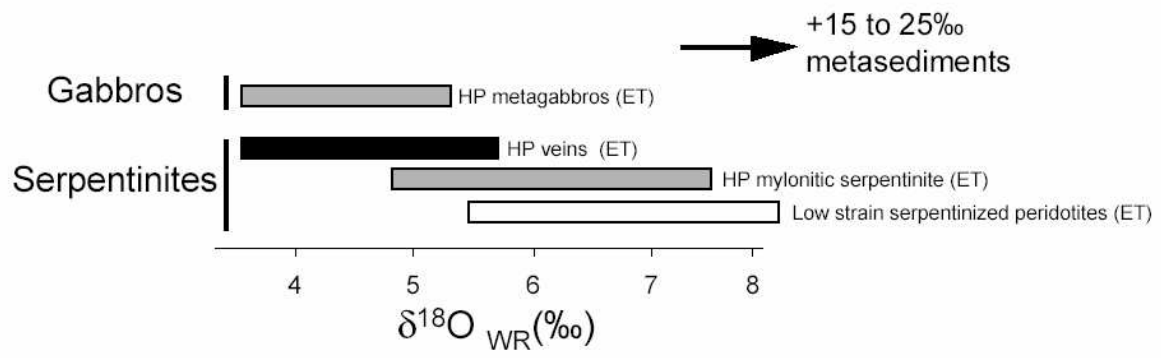 +15 to 25‰
metasediments
Gabbros
HP metagabbros (ET)
HP veins (ET)
Serpentinites
HP mylonitic serpentinite (ET)
Low strain serpentinized peridotites (ET)
4 5 6 7 8
δ¹⁸O WR(‰)